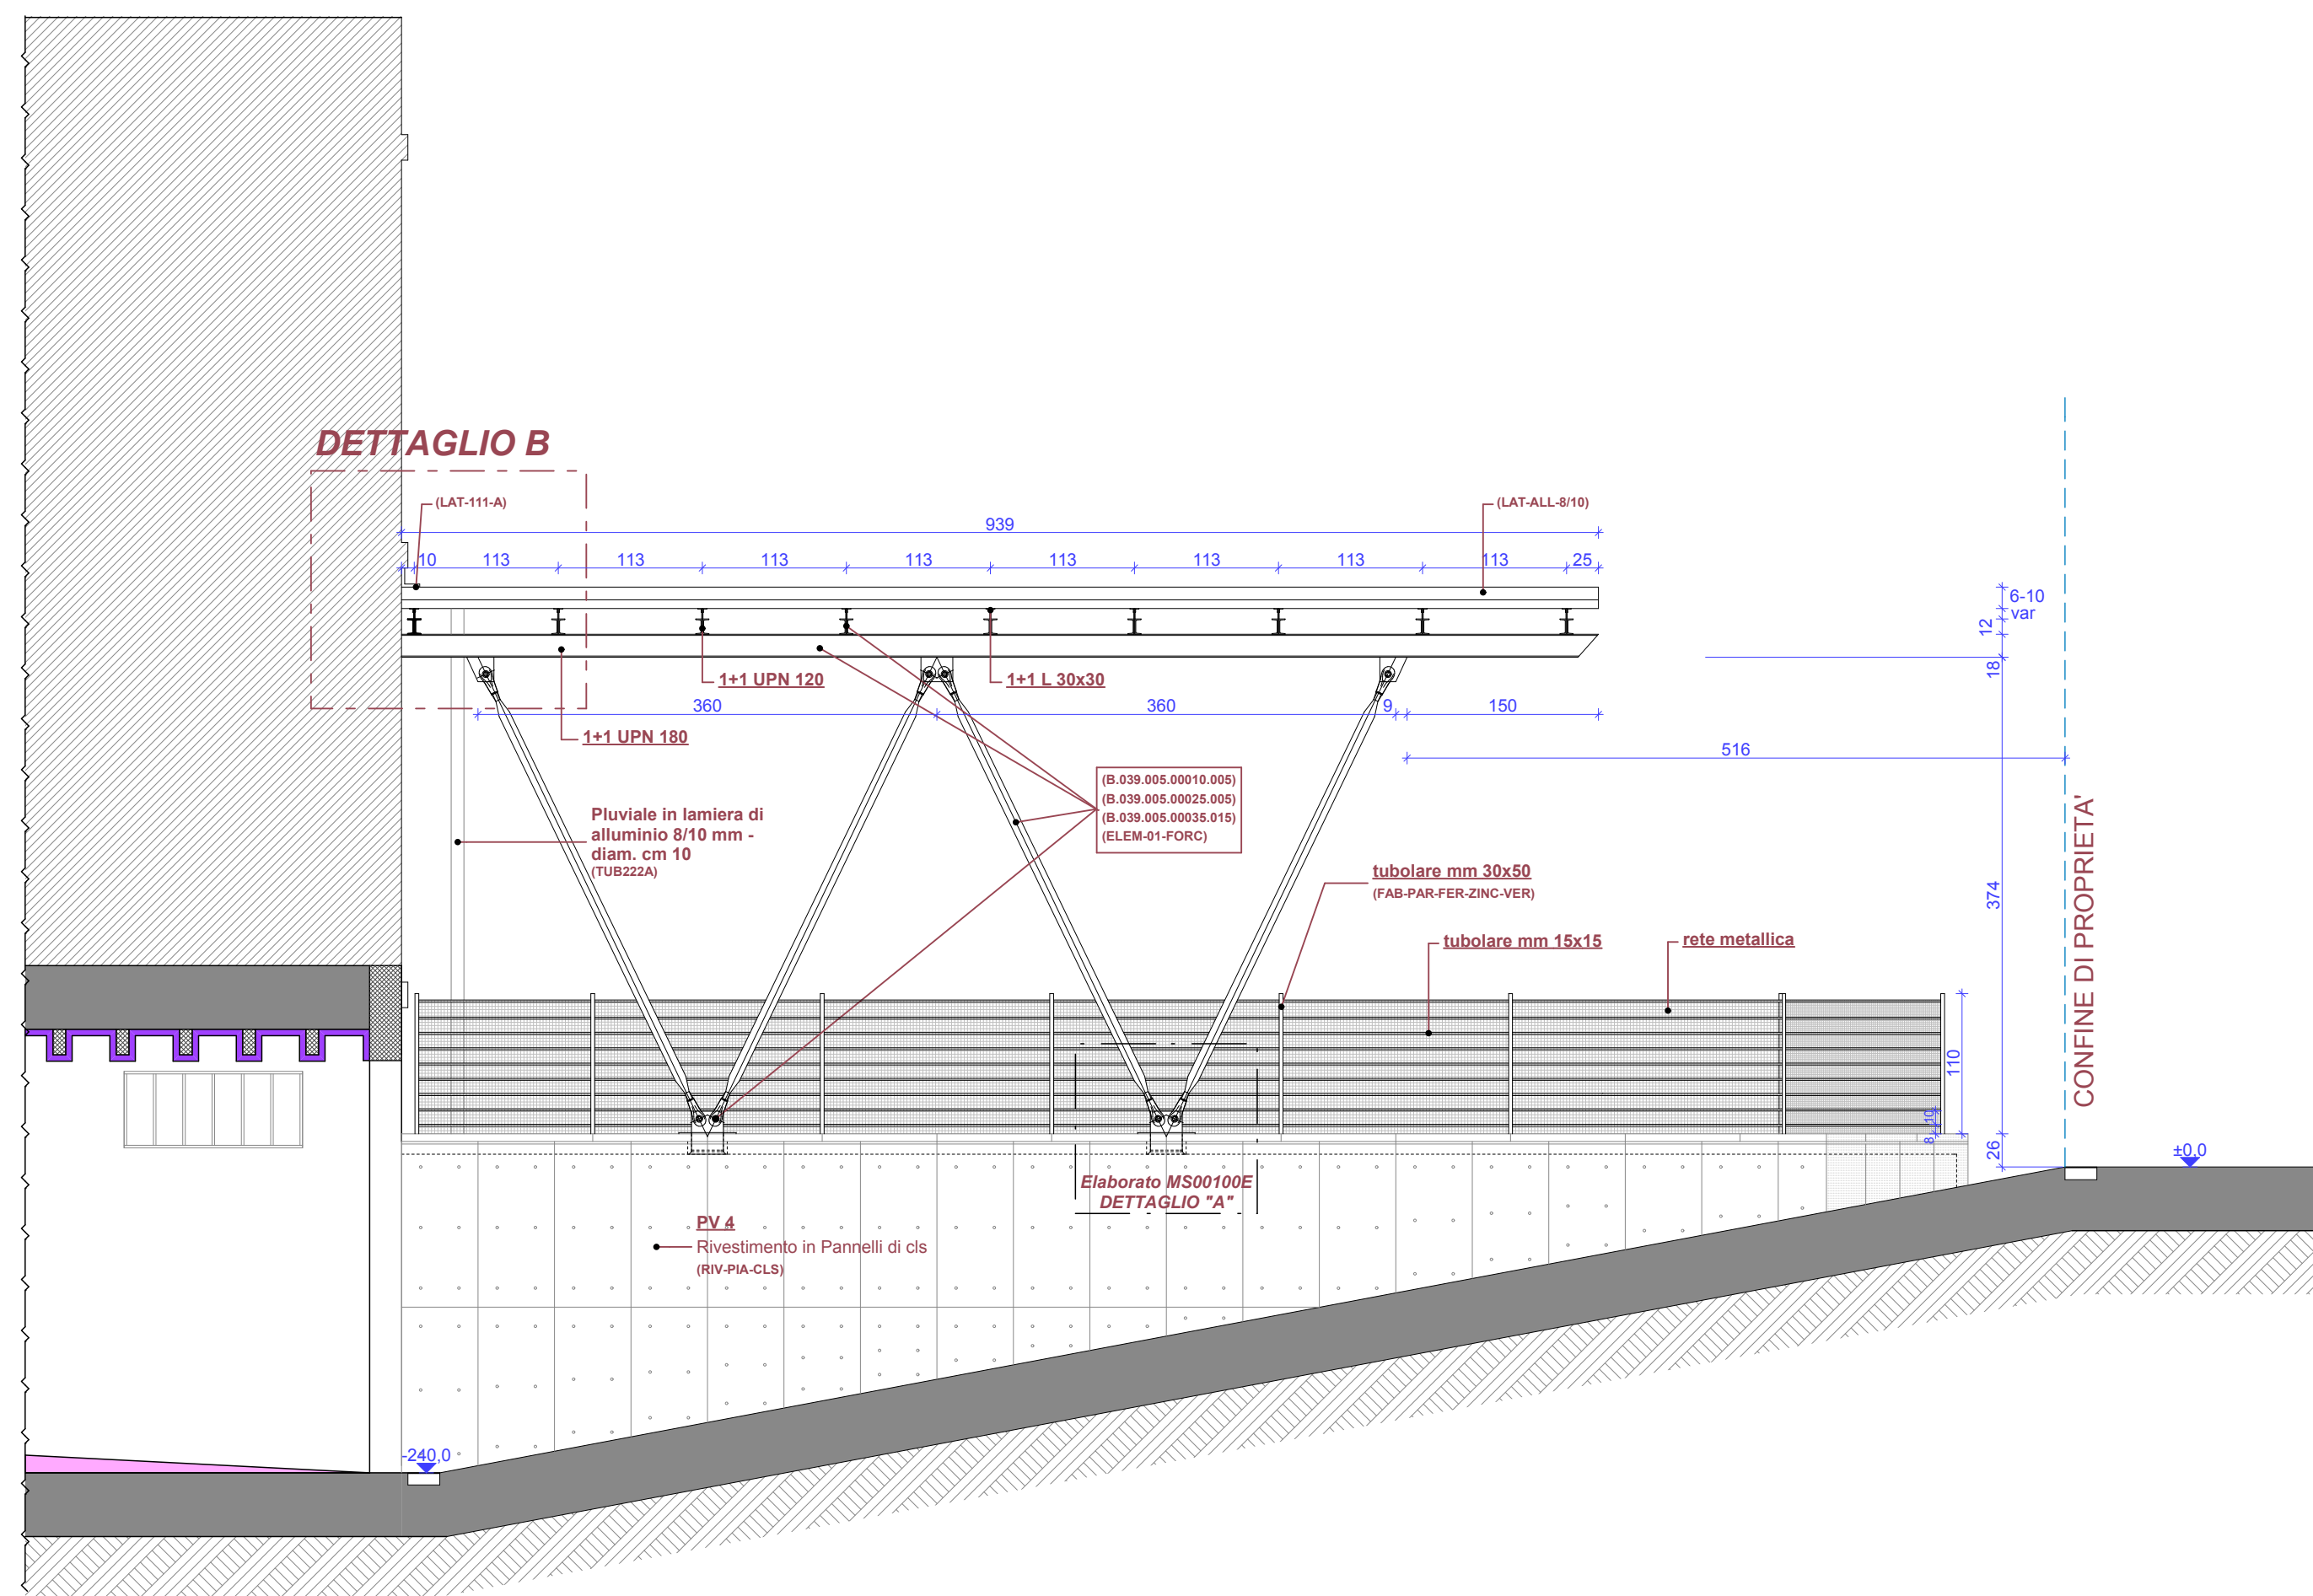 DETTAGLIO B
(LAT-111-A)
(LAT-ALL-8/10)
939
10
113
113
113
113
113
113
113
113
25
6-10
var
12
18
1+1 UPN 120
1+1 L 30x30
360
360
9
150
1+1 UPN 180
516
(B.039.005.00010.005)
(B.039.005.00025.005)
(B.039.005.00035.015)
(ELEM-01-FORC)
Pluviale in lamiera di
alluminio 8/10 mm -
diam. cm 10
(TUB222A)
tubolare mm 30x50
(FAB-PAR-FER-ZINC-VER)
374
CONFINE DI PROPRIETA'
tubolare mm 15x15
rete metallica
110
10
8
26
±0,0
Elaborato MS00100E
DETTAGLIO "A"
PV 4
Rivestimento in Pannelli di cls
(RIV-PIA-CLS)
-240,0